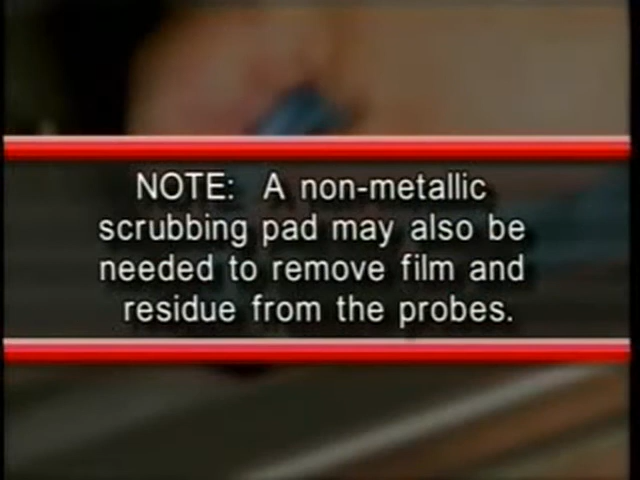 NOTE: A non-metallic
scrubbing pad may also be
needed to remove film and
residue from the probes.